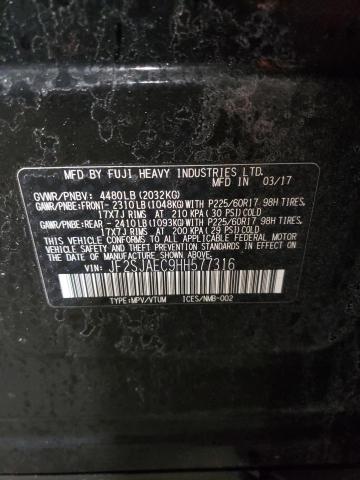 MFD BY FUJI HEAVY INDUSTRIES LTD.
MFD IN 03/17
GVWR/PNBV: 4480LB (2032KG)
GAWR/PNBE:FRONT-2310LB(1048KG) WITH P225/60R17 98H TIRES,
17X7J RIMS AT 210 KPA (30 PSI) COLD
GAWR/PNBE:REAR -2410LB(1093KG) WITH P225/60R17 98H TIRES,
17X7J RIMS AT 200 KPA (29 PSI) COLD
THIS VEHICLE CONFORMS TO ALL APPLICABLE FEDERAL MOTOR
VEHICLE SAFETY AND THEFT PREVENTION STANDARDS IN EFFECT
ON THE DATE OF MANUFACTURE SHOWN ABOVE.
VIN: JF2SJAEC9HH577316
TYPE:MPV/VTUM ICES/NMB-002